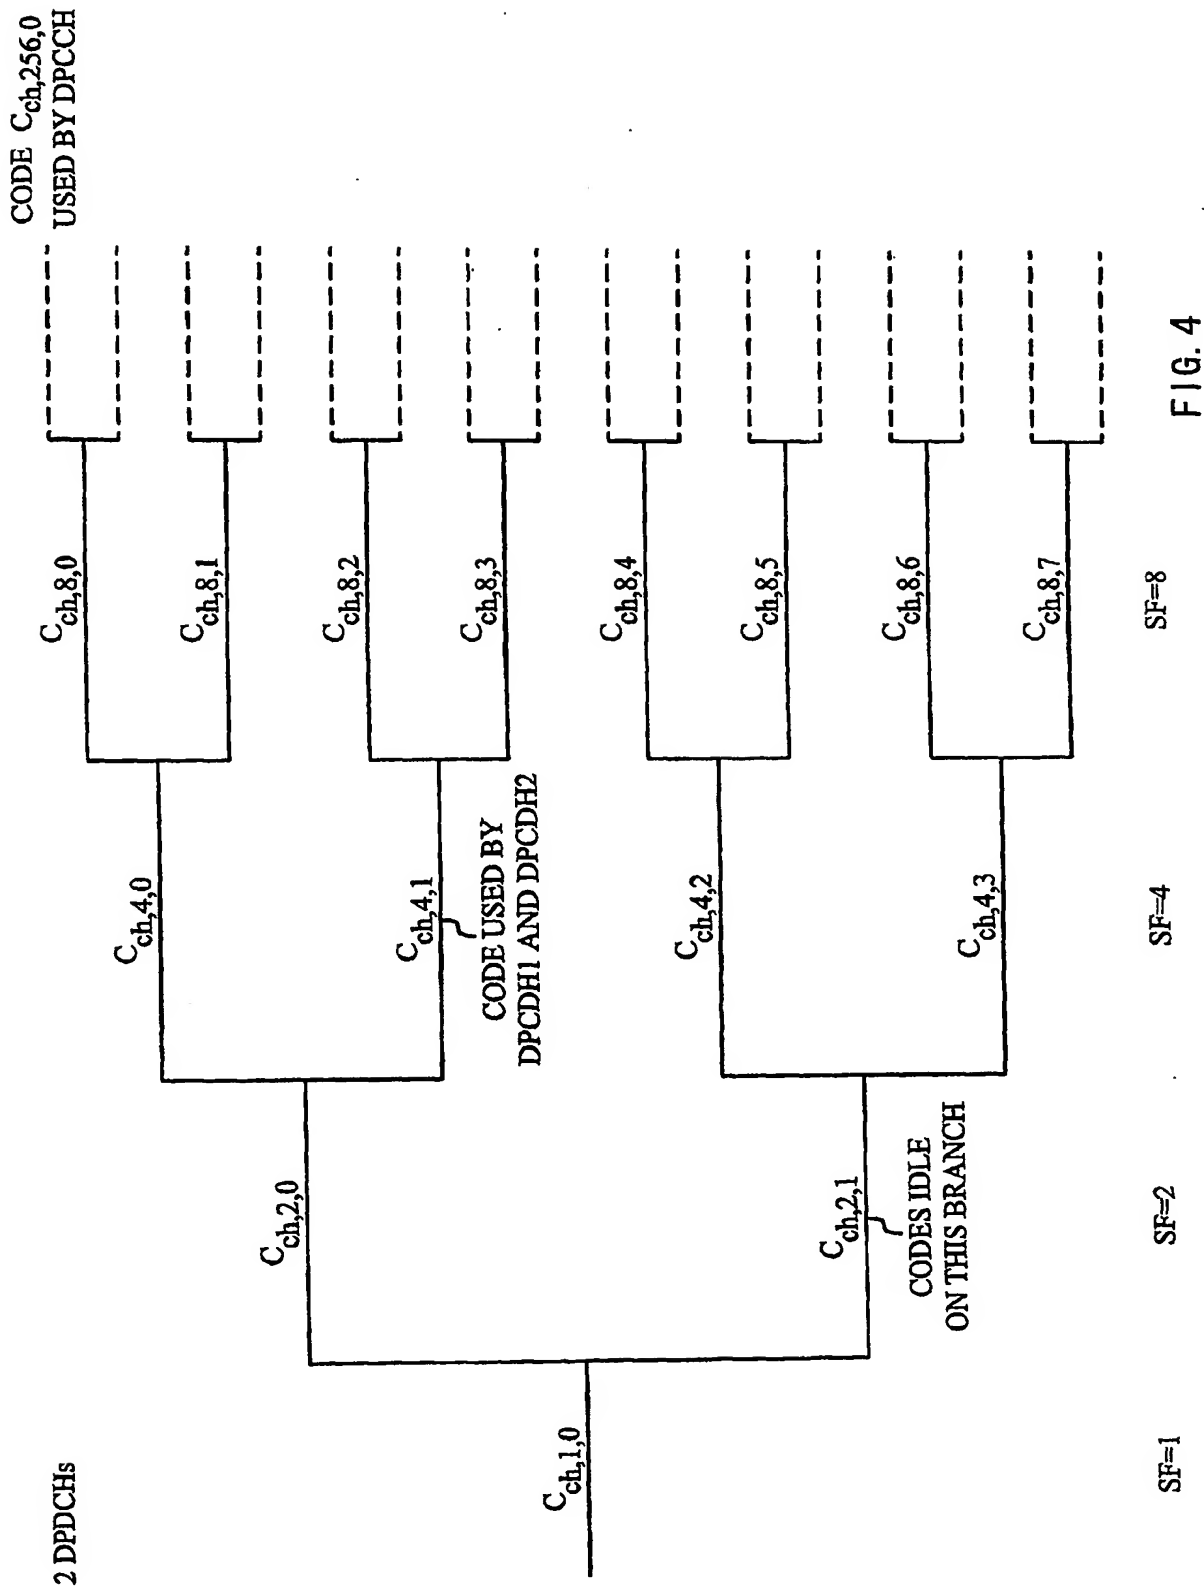 2 DPDCHs
CODE C_ch,256,0
USED BY DPCCH
C_ch,8,0
C_ch,8,1
C_ch,8,2
C_ch,8,3
C_ch,8,4
C_ch,8,5
C_ch,8,6
C_ch,8,7
C_ch,4,0
C_ch,4,1
CODE USED BY
DPCDH1 AND DPCDH2
C_ch,4,2
C_ch,4,3
C_ch,2,0
C_ch,2,1
CODES IDLE
ON THIS BRANCH
C_ch,1,0
SF=1
SF=2
SF=4
SF=8
FIG. 4